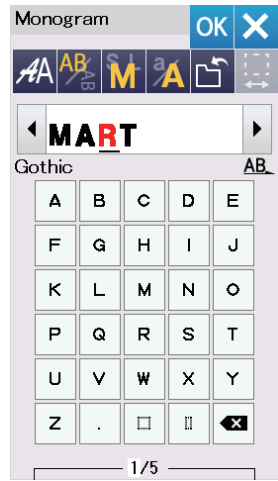 Monogram OK
AA AB AB S L M a A
MART
Gothic AB
A B C D E
F G H I J
K L M N O
P Q R S T
U V W X Y
Z .
1/5